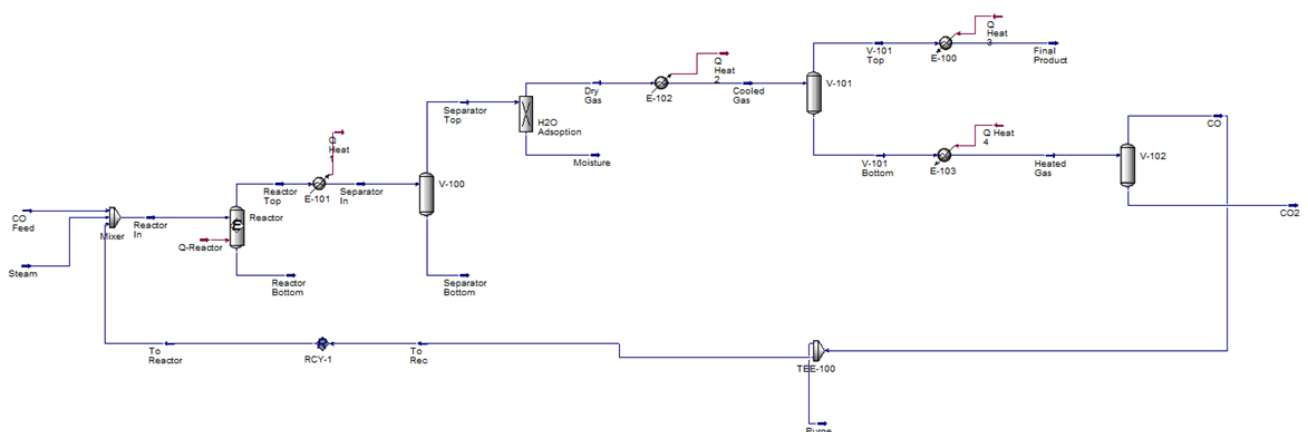 Q
Heat
3
V-101
Top
E-100
Final
Product
Q
Heat
2
Dry
Gas
E-102
Cooled
Gas
V-101
Separator
Top
H2O
Adsoption
Moisture
Q
Heat
1
Q Heat
4
CO
V-101
Bottom
E-103
Heated
Gas
V-102
CO2
Reactor
Top
E-101
Separator
In
V-100
CO
Feed
Mixer
Reactor
In
Reactor
Q-Reactor
Steam
Reactor
Bottom
Separator
Bottom
To
Reactor
RCY-1
To
Rec
TEE-100
Purge